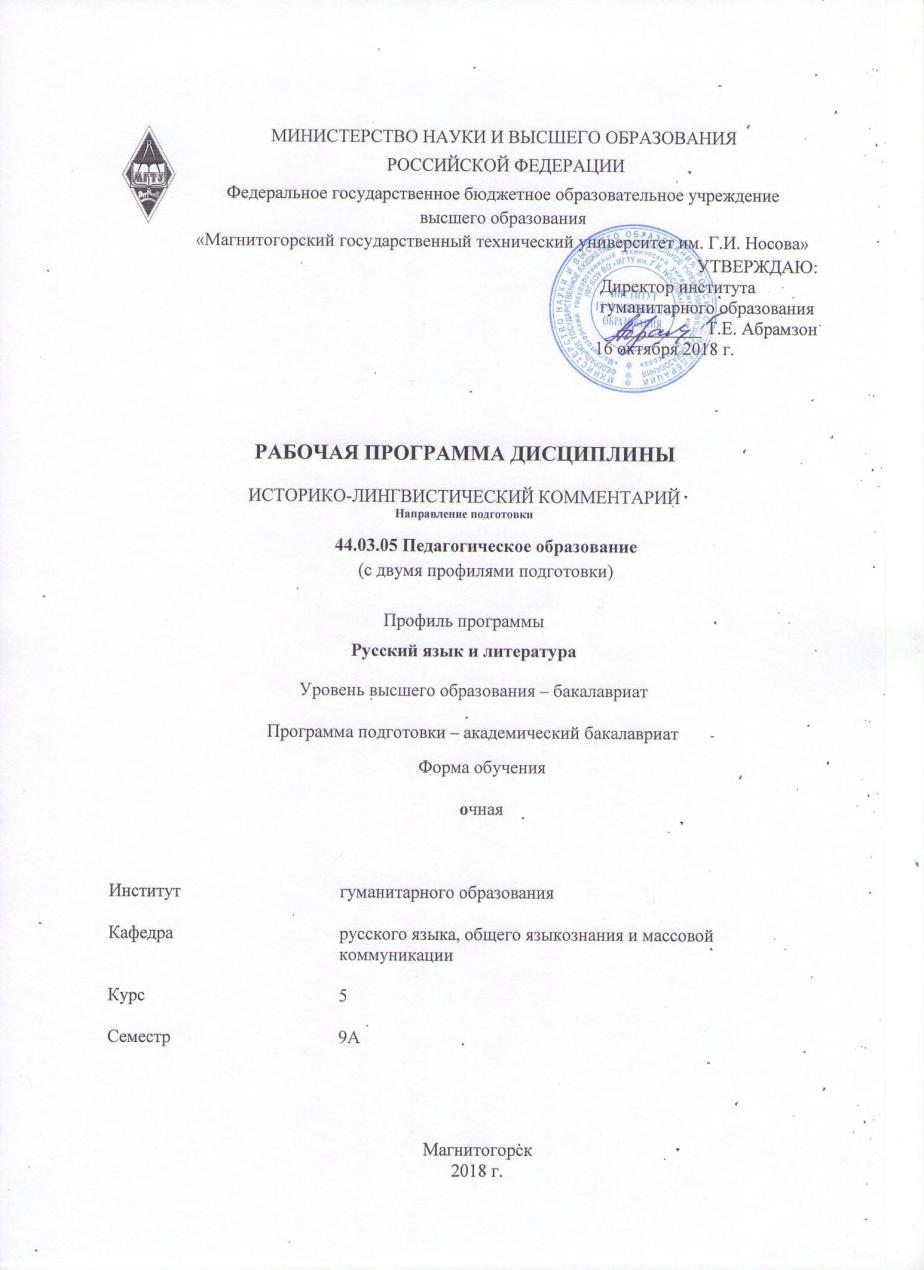 МГТУ
МИНИСТЕРСТВО НАУКИ И ВЫСШЕГО ОБРАЗОВАНИЯ
РОССИЙСКОЙ ФЕДЕРАЦИИ
Федеральное государственное бюджетное образовательное учреждение
высшего образования
«Магнитогорский государственный технический университет им. Г.И. Носова»
УТВЕРЖДАЮ:
Директор института
гуманитарного образования
Т.Е. Абрамзон
16 октября 2018 г.
РАБОЧАЯ ПРОГРАММА ДИСЦИПЛИНЫ
ИСТОРИКО-ЛИНГВИСТИЧЕСКИЙ КОММЕНТАРИЙ
Направление подготовки
44.03.05 Педагогическое образование
(с двумя профилями подготовки)
Профиль программы
Русский язык и литература
Уровень высшего образования – бакалавриат
Программа подготовки – академический бакалавриат
Форма обучения
очная
Институт гуманитарного образования
Кафедра русского языка, общего языкознания и массовой
коммуникации
Курс 5
Семестр 9А
Магнитогорск
2018 г.